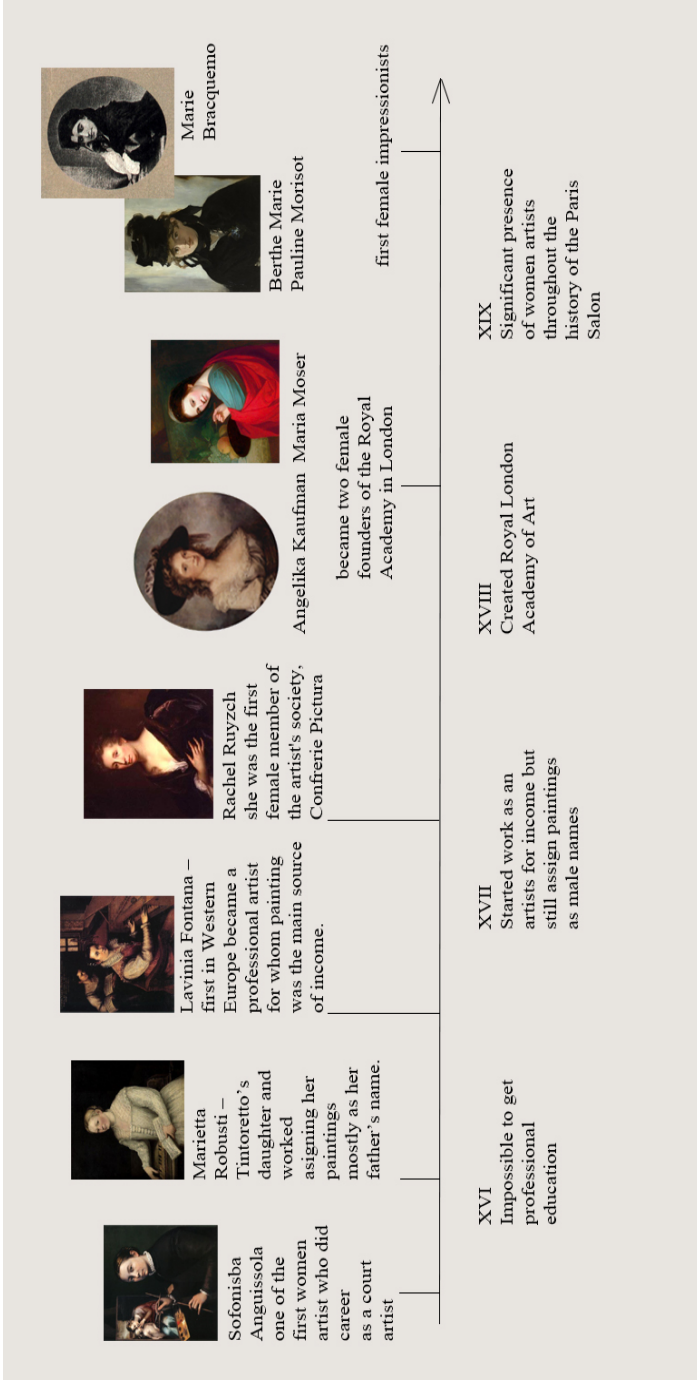 Sofonisba
Anguissola
one of the
first women
artist who did
career
as a court
artist
Marietta
Robusti –
Tintoretto’s
daughter and
worked
asigning her
paintings
mostly as her
father’s name.
Lavinia Fontana –
first in Western
Europe became a
professional artist
for whom painting
was the main source
of income.
Rachel Ruyzch
she was the first
female member of
the artist's society,
Confrerie Pictura
Angelika Kaufman Maria Moser
became two female
founders of the Royal
Academy in London
Berthe Marie
Pauline Morisot
Marie
Bracquemo
first female impressionists
XVI
Impossible to get
professional
education
XVII
Started work as an
artists for income but
still assign paintings
as male names
XVIII
Created Royal London
Academy of Art
XIX
Significant presence
of women artists
throughout the
history of the Paris
Salon